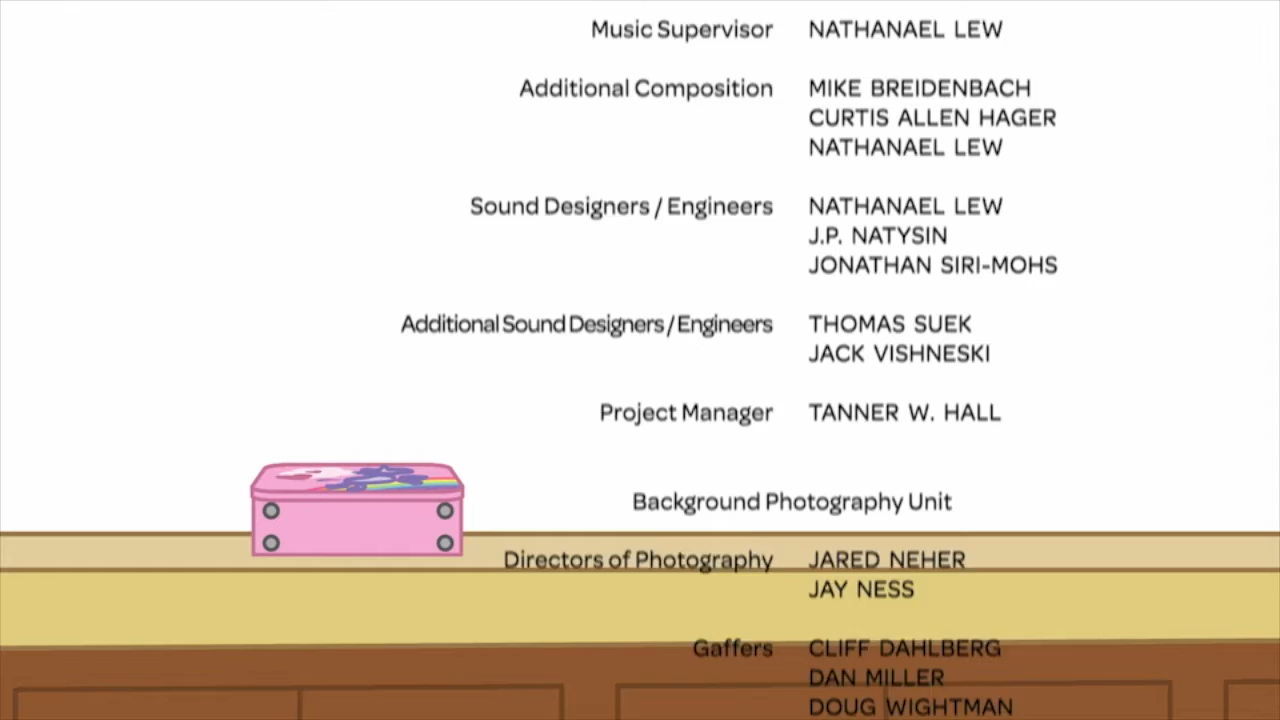 Music Supervisor NATHANAEL LEW
Additional Composition MIKE BREIDENBACH
CURTIS ALLEN HAGER
NATHANAEL LEW
Sound Designers / Engineers NATHANAEL LEW
J.P. NATYSIN
JONATHAN SIRI-MOHS
Additional Sound Designers / Engineers THOMAS SUEK
JACK VISHNESKI
Project Manager TANNER W. HALL
Background Photography Unit
Directors of Photography JARED NEHER
JAY NESS
Gaffers CLIFF DAHLBERG
DAN MILLER
DOUG WIGHTMAN